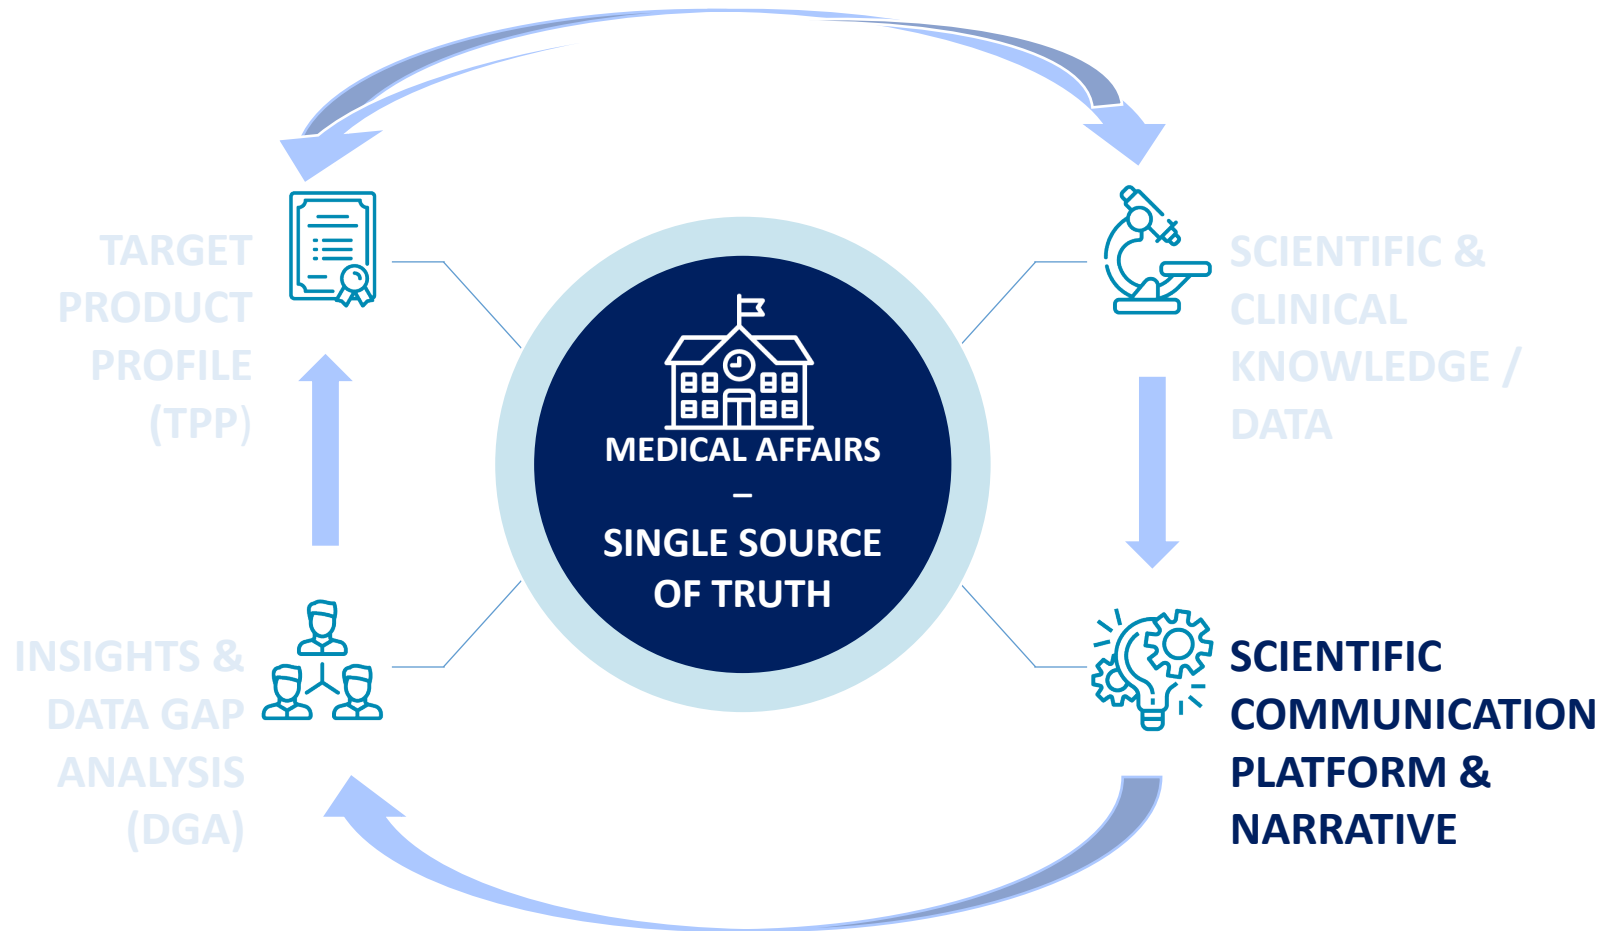 TARGET
PRODUCT
PROFILE
(TPP)
SCIENTIFIC &
CLINICAL
KNOWLEDGE /
DATA
MEDICAL AFFAIRS
–
SINGLE SOURCE
OF TRUTH
INSIGHTS &
DATA GAP
ANALYSIS
(DGA)
SCIENTIFIC
COMMUNICATION
PLATFORM &
NARRATIVE